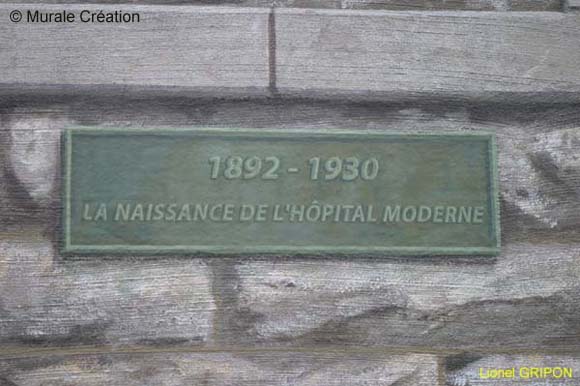 © Murale Création
1892 - 1930
LA NAISSANCE DE L'HÔPITAL MODERNE
Lionel GRIPON